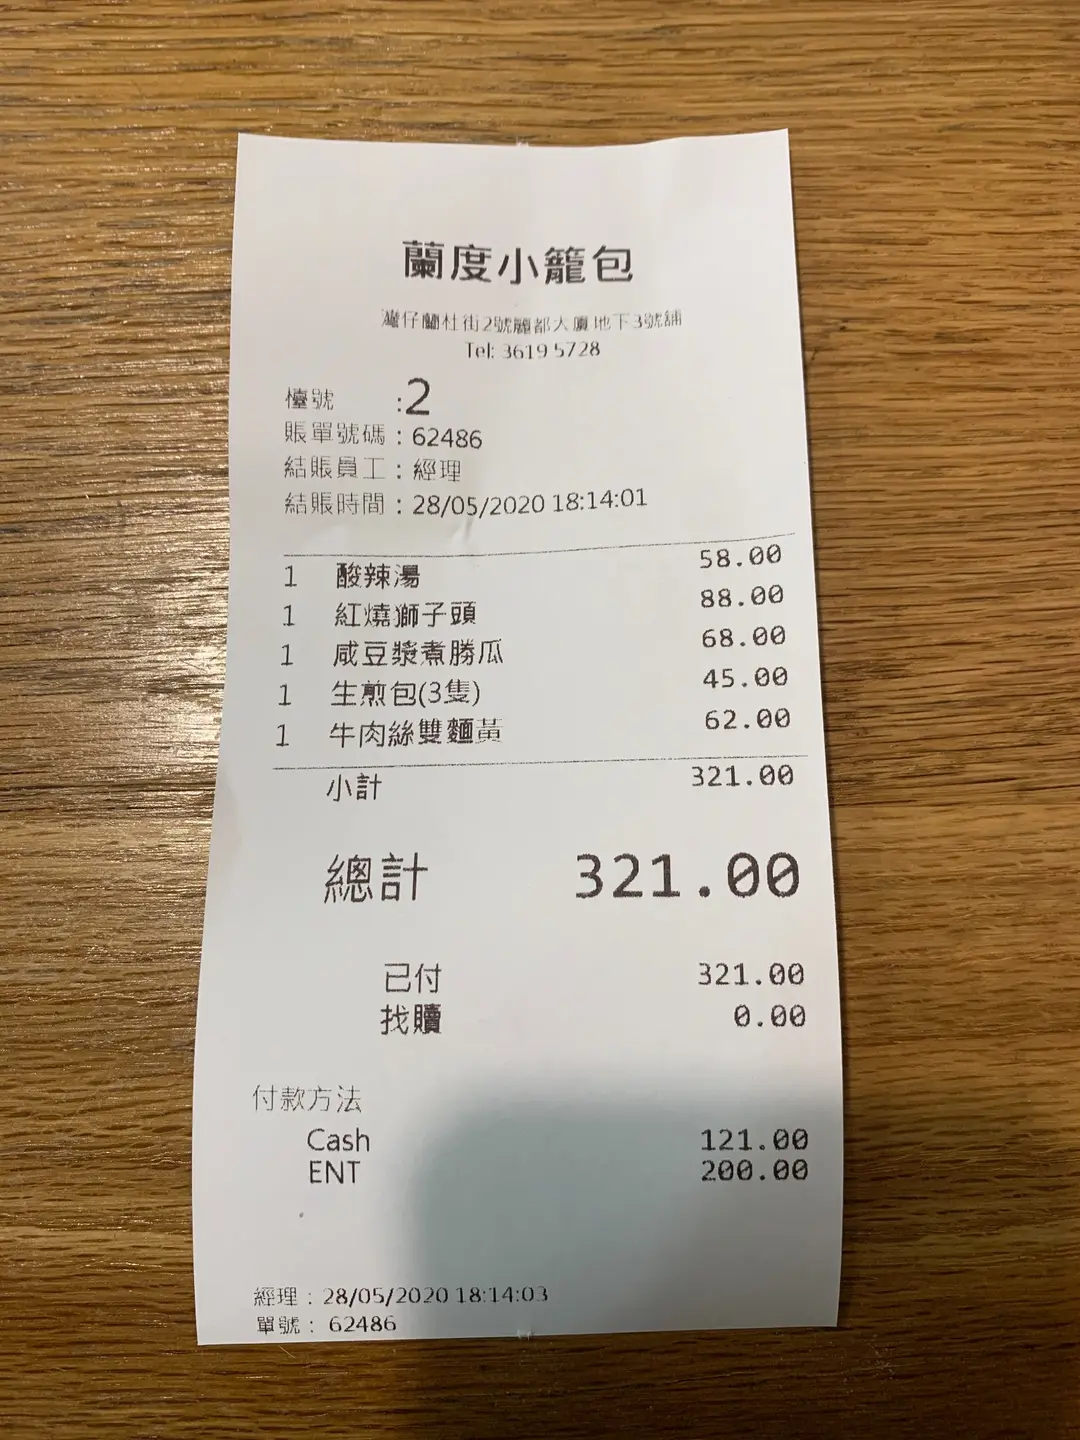 蘭度小籠包
灣仔蘭杜街2號麗都大廈地下3號舖
Tel: 3619 5728
檯號 :2
賬單號碼 : 62486
結賬員工 : 經理
結賬時間 : 28/05/2020 18:14:01
1 酸辣湯 58.00
1 紅燒獅子頭 88.00
1 咸豆漿煮勝瓜 68.00
1 生煎包(3隻) 45.00
1 牛肉絲雙麵黃 62.00
小計 321.00
總計 321.00
已付 321.00
找贖 0.00
付款方法
Cash 121.00
ENT 200.00
經理 : 28/05/2020 18:14:03
單號 : 62486